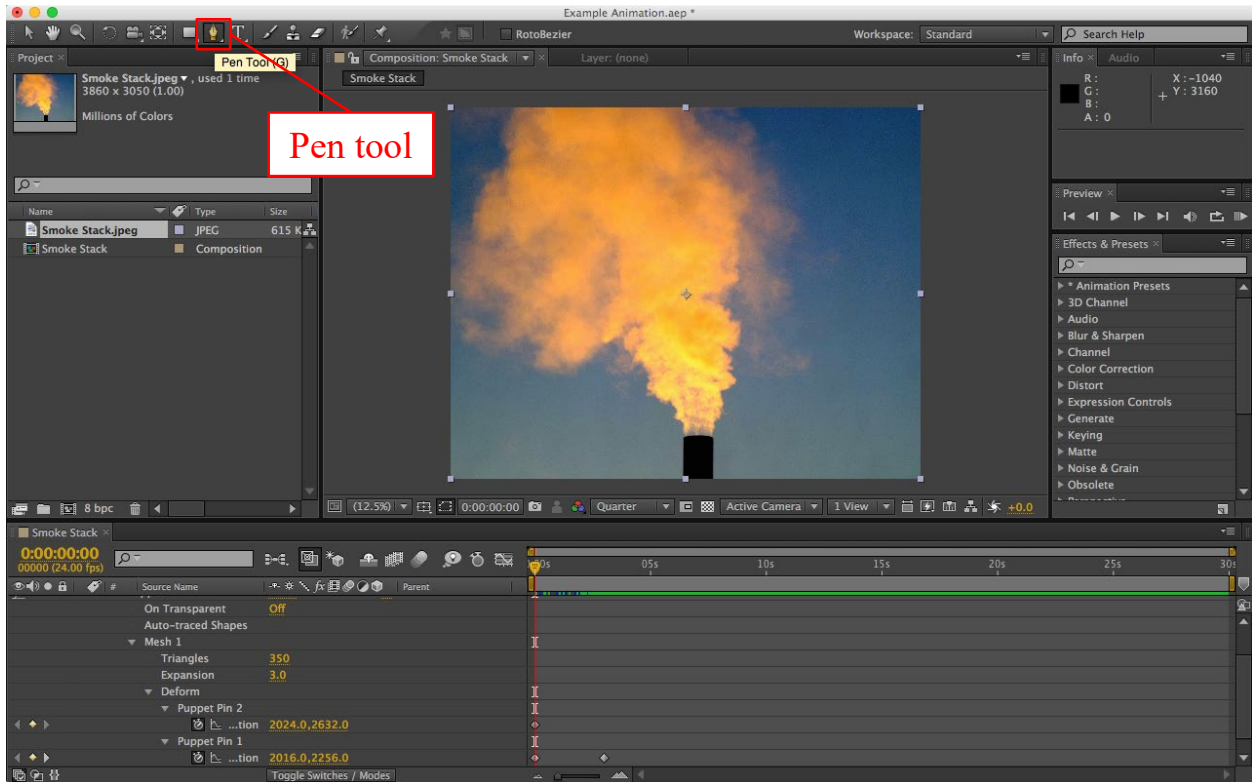 Example Animation.aep *
RotoBezier
Workspace: Standard
Search Help
Project ×
Pen Tool (G)
Composition: Smoke Stack
Layer: (none)
Info ×
Audio
Smoke Stack.jpeg ▾ , used 1 time
3860 x 3050 (1.00)
Millions of Colors
Smoke Stack
R :
G :
B :
A : 0
X : -1040
Y : 3160
Pen tool
Preview ×
Name
Type
Size
Smoke Stack.jpeg
JPEG
615 K
Smoke Stack
Composition
Effects & Presets ×
* Animation Presets
3D Channel
Audio
Blur & Sharpen
Channel
Color Correction
Distort
Expression Controls
Generate
Keying
Matte
Noise & Grain
Obsolete
8 bpc
(12.5%)
0:00:00:00
Quarter
Active Camera
1 View
+0.0
Smoke Stack ×
0:00:00:00
00000 (24.00 fps)
05s
10s
15s
20s
25s
#
Source Name
Parent
On Transparent
Off
Auto-traced Shapes
Mesh 1
Triangles
350
Expansion
3.0
Deform
Puppet Pin 2
...tion 2024.0,2632.0
Puppet Pin 1
...tion 2016.0,2256.0
Toggle Switches / Modes